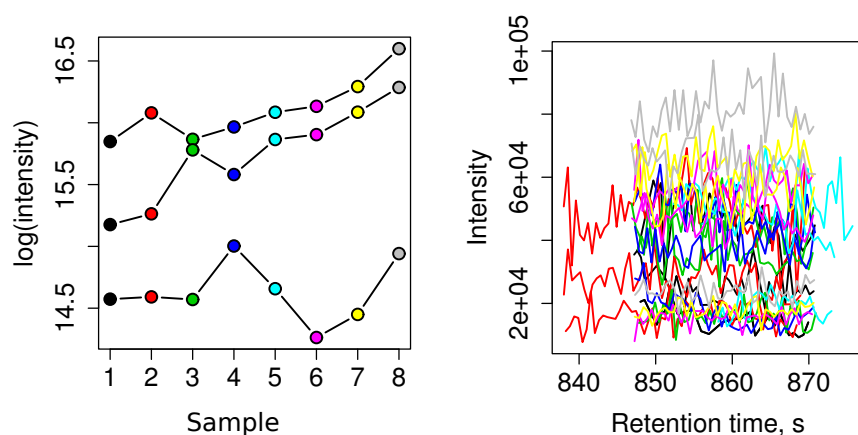 log(intensity)
16.5
15.5
14.5
1 2 3 4 5 6 7 8
Sample
Intensity
1e+05
6e+04
2e+04
840 850 860 870
Retention time, s